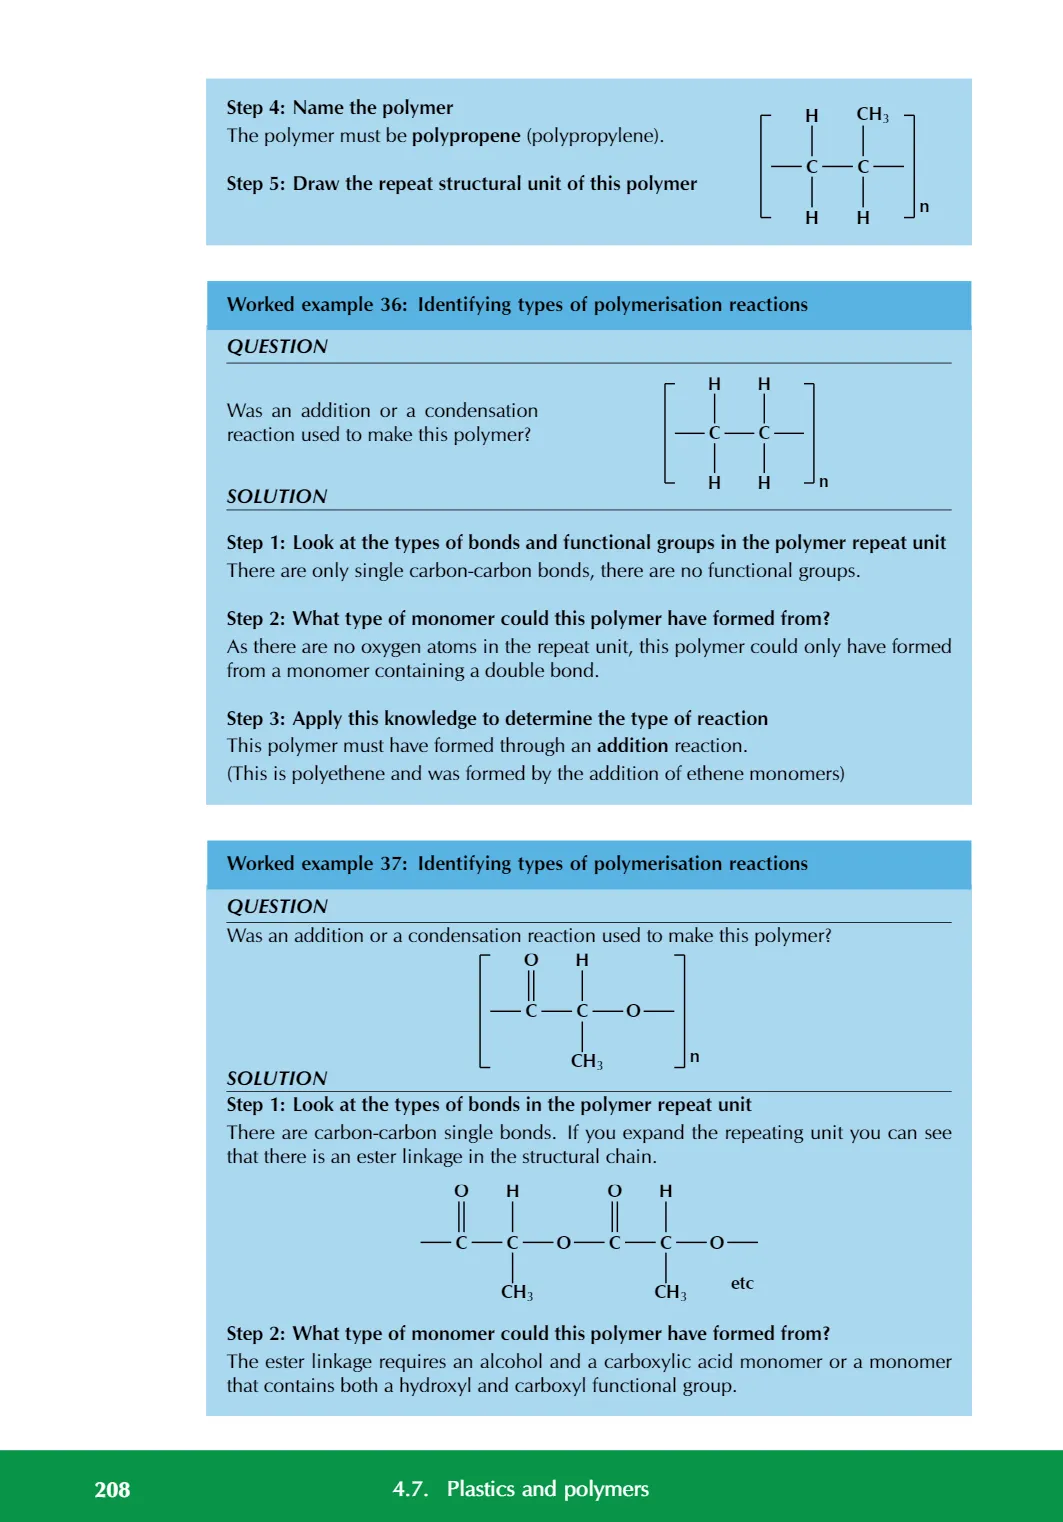 Step 4: Name the polymer
The polymer must be polypropene (polypropylene).
Step 5: Draw the repeat structural unit of this polymer
H CH₃
C C
H H n
Worked example 36: Identifying types of polymerisation reactions
QUESTION
Was an addition or a condensation
reaction used to make this polymer?
H H
C C
H H n
SOLUTION
Step 1: Look at the types of bonds and functional groups in the polymer repeat unit
There are only single carbon-carbon bonds, there are no functional groups.
Step 2: What type of monomer could this polymer have formed from?
As there are no oxygen atoms in the repeat unit, this polymer could only have formed
from a monomer containing a double bond.
Step 3: Apply this knowledge to determine the type of reaction
This polymer must have formed through an addition reaction.
(This is polyethene and was formed by the addition of ethene monomers)
Worked example 37: Identifying types of polymerisation reactions
QUESTION
Was an addition or a condensation reaction used to make this polymer?
O H
C C O
CH₃ n
SOLUTION
Step 1: Look at the types of bonds in the polymer repeat unit
There are carbon-carbon single bonds. If you expand the repeating unit you can see
that there is an ester linkage in the structural chain.
O H O H
C C O C C O
CH₃ CH₃ etc
Step 2: What type of monomer could this polymer have formed from?
The ester linkage requires an alcohol and a carboxylic acid monomer or a monomer
that contains both a hydroxyl and carboxyl functional group.
208 4.7. Plastics and polymers